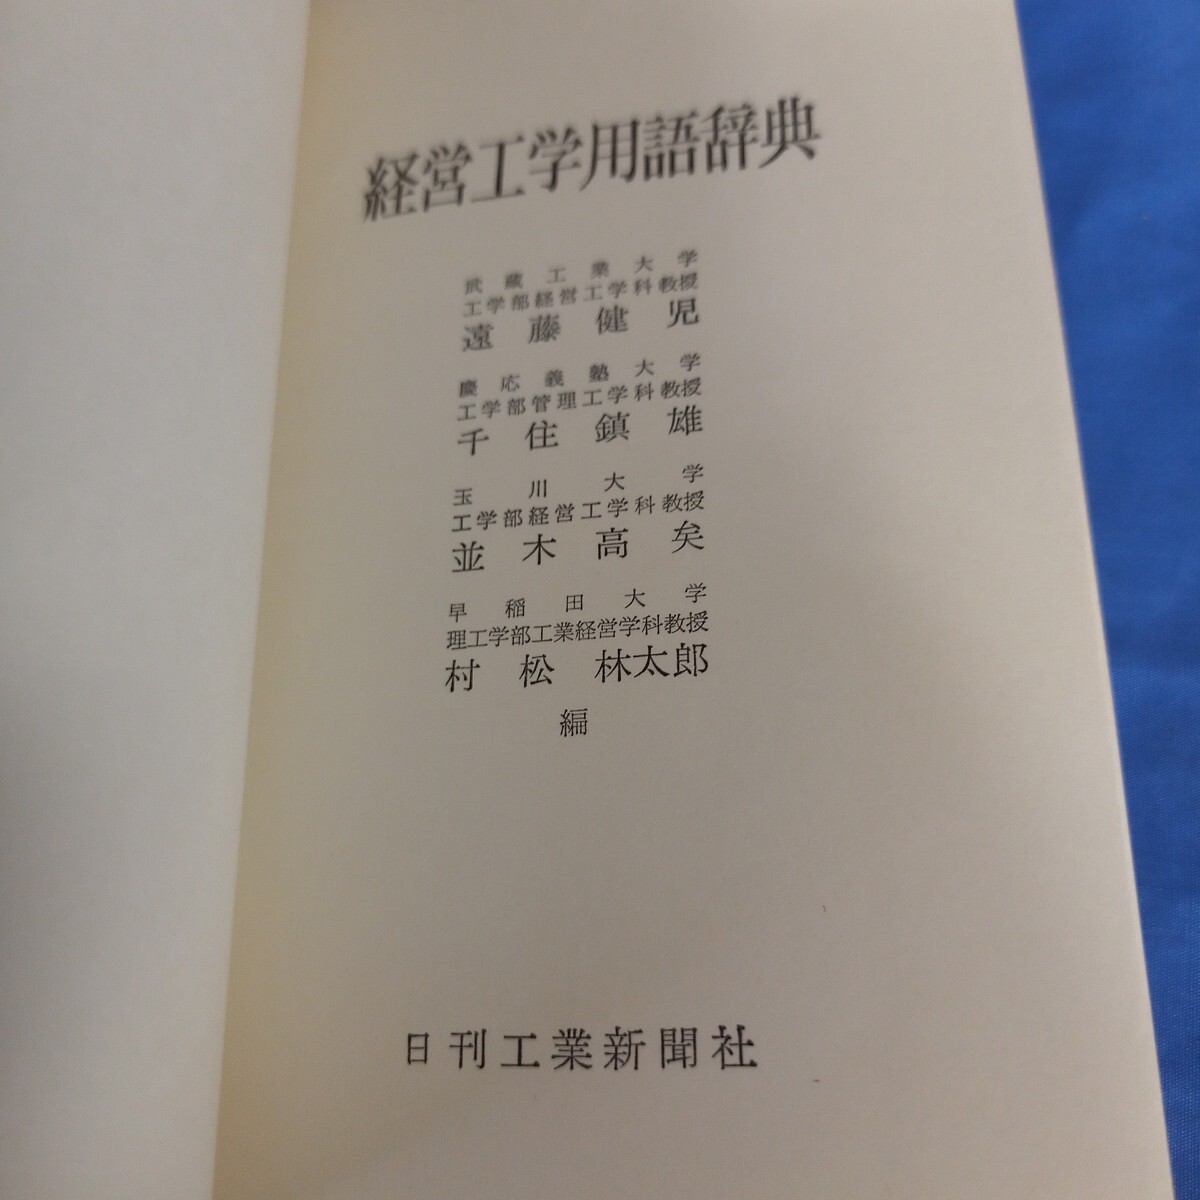 経営工学用語辞典
武蔵工業大学
工学部経営工学科教授
遠藤健児
慶応義塾大学
工学部管理工学科教授
千住鎮雄
玉川大学
工学部経営工学科教授
並木高矣
早稲田大学
理工学部工業経営学科教授
村松林太郎
編
日刊工業新聞社